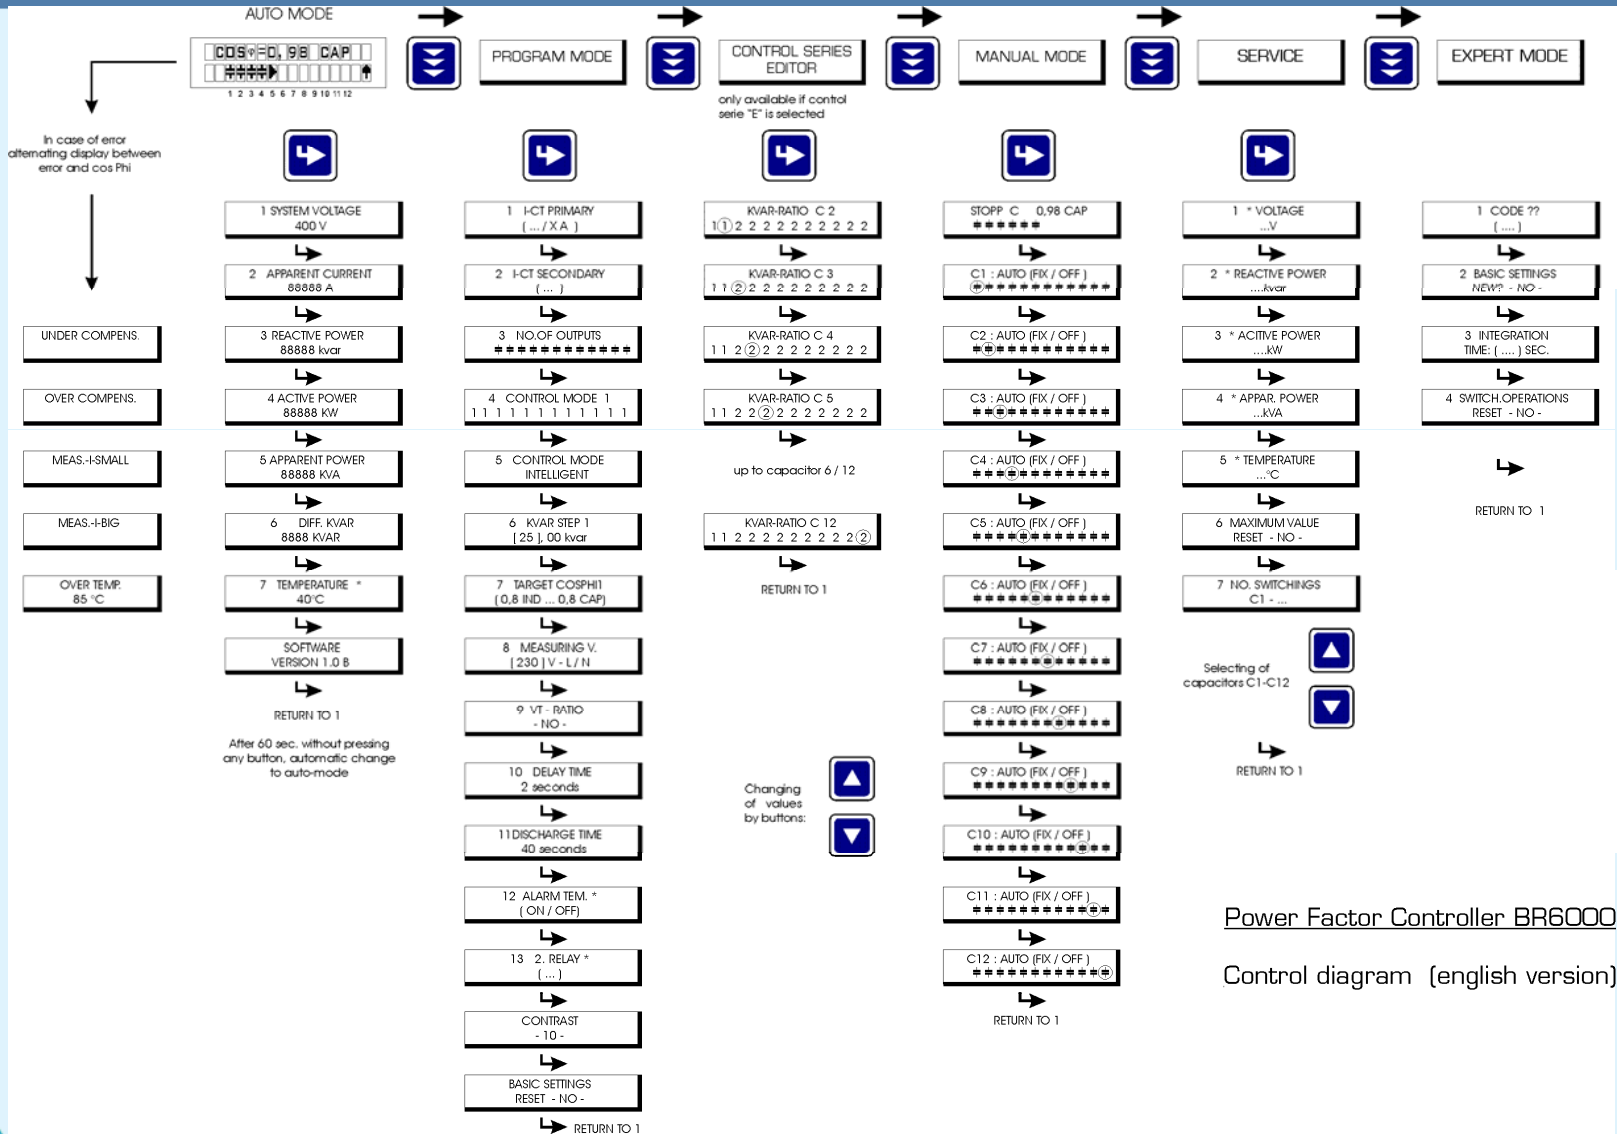 AUTO MODE
COSφ=0,98 CAP
1 2 3 4 5 6 7 8 9 10 11 12
PROGRAM MODE
CONTROL SERIES
EDITOR
only available if control
serie "E" is selected
MANUAL MODE
SERVICE
EXPERT MODE
In case of error
alternating display between
error and cos Phi
UNDER COMPENS.
OVER COMPENS.
MEAS.-I-SMALL
MEAS.-I-BIG
OVER TEMP.
85 °C
1 SYSTEM VOLTAGE
400 V
2 APPARENT CURRENT
88888 A
3 REACTIVE POWER
88888 kvar
4 ACTIVE POWER
88888 KW
5 APPARENT POWER
88888 KVA
6 DIFF. KVAR
8888 KVAR
7 TEMPERATURE *
40°C
SOFTWARE
VERSION 1.0 B
RETURN TO 1
After 60 sec. without pressing
any button, automatic change
to auto-mode
1 I-CT PRIMARY
( ... / X A )
2 I-CT SECONDARY
( ... )
3 NO.OF OUTPUTS
4 CONTROL MODE 1
1 1 1 1 1 1 1 1 1 1 1 1
5 CONTROL MODE
INTELLIGENT
6 KVAR STEP 1
[ 25 ], 00 kvar
7 TARGET COSPHI1
( 0,8 IND ... 0,8 CAP)
8 MEASURING V.
[ 230 ] V - L / N
9 VT - RATIO
- NO -
10 DELAY TIME
2 seconds
11 DISCHARGE TIME
40 seconds
12 ALARM TEM. *
( ON / OFF)
13 2. RELAY *
( ... )
CONTRAST
- 10 -
BASIC SETTINGS
RESET - NO -
RETURN TO 1
KVAR-RATIO C 2
1 1 2 2 2 2 2 2 2 2 2 2
KVAR-RATIO C 3
1 1 2 2 2 2 2 2 2 2 2 2
KVAR-RATIO C 4
1 1 2 2 2 2 2 2 2 2 2 2
KVAR-RATIO C 5
1 1 2 2 2 2 2 2 2 2 2 2
up to capacitor 6 / 12
KVAR-RATIO C 12
1 1 2 2 2 2 2 2 2 2 2 2
RETURN TO 1
Changing
of values
by buttons:
STOPP C 0,98 CAP
C1 : AUTO (FIX / OFF )
C2 : AUTO (FIX / OFF )
C3 : AUTO (FIX / OFF )
C4 : AUTO (FIX / OFF )
C5 : AUTO (FIX / OFF )
C6 : AUTO (FIX / OFF )
C7 : AUTO (FIX / OFF )
C8 : AUTO (FIX / OFF )
C9 : AUTO (FIX / OFF )
C10 : AUTO (FIX / OFF )
C11 : AUTO (FIX / OFF )
C12 : AUTO (FIX / OFF )
RETURN TO 1
1 * VOLTAGE
...V
2 * REACTIVE POWER
....kvar
3 * ACITIVE POWER
....kW
4 * APPAR. POWER
...kVA
5 * TEMPERATURE
...°C
6 MAXIMUM VALUE
RESET - NO -
7 NO. SWITCHINGS
C1 - ...
Selecting of
capacitors C1-C12
RETURN TO 1
1 CODE ??
( .... )
2 BASIC SETTINGS
NEW? - NO -
3 INTEGRATION
TIME: ( .... ) SEC.
4 SWITCH.OPERATIONS
RESET - NO -
RETURN TO 1
Power Factor Controller BR6000
Control diagram (english version)